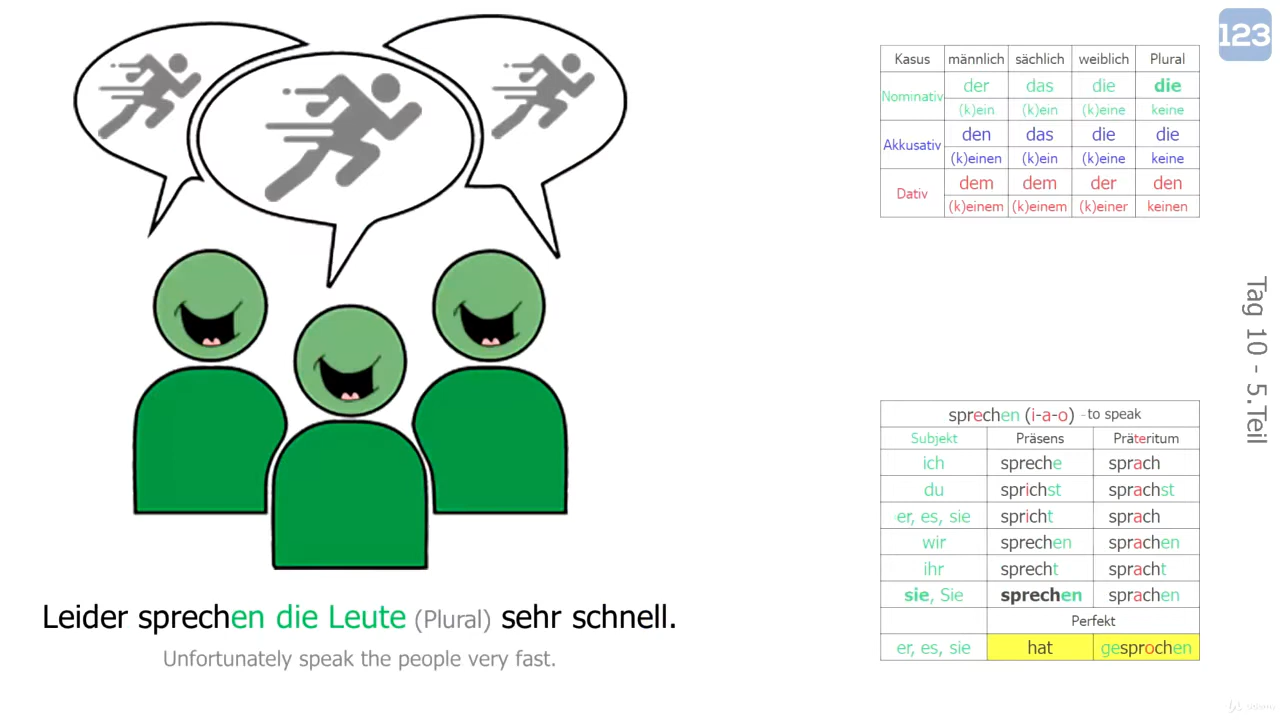 123
Kasus männlich sächlich weiblich Plural
Nominativ der das die die
(k)ein (k)ein (k)eine keine
Akkusativ den das die die
(k)einen (k)ein (k)eine keine
Dativ dem dem der den
(k)einem (k)einem (k)einer keinen
Tag 10 - 5.Teil
sprechen (i-a-o) - to speak
Subjekt Präsens Präteritum
ich spreche sprach
du sprichst sprachst
er, es, sie spricht sprach
wir sprechen sprachen
ihr sprecht spracht
sie, Sie sprechen sprachen
Perfekt
er, es, sie hat gesprochen
Leider sprechen die Leute (Plural) sehr schnell.
Unfortunately speak the people very fast.